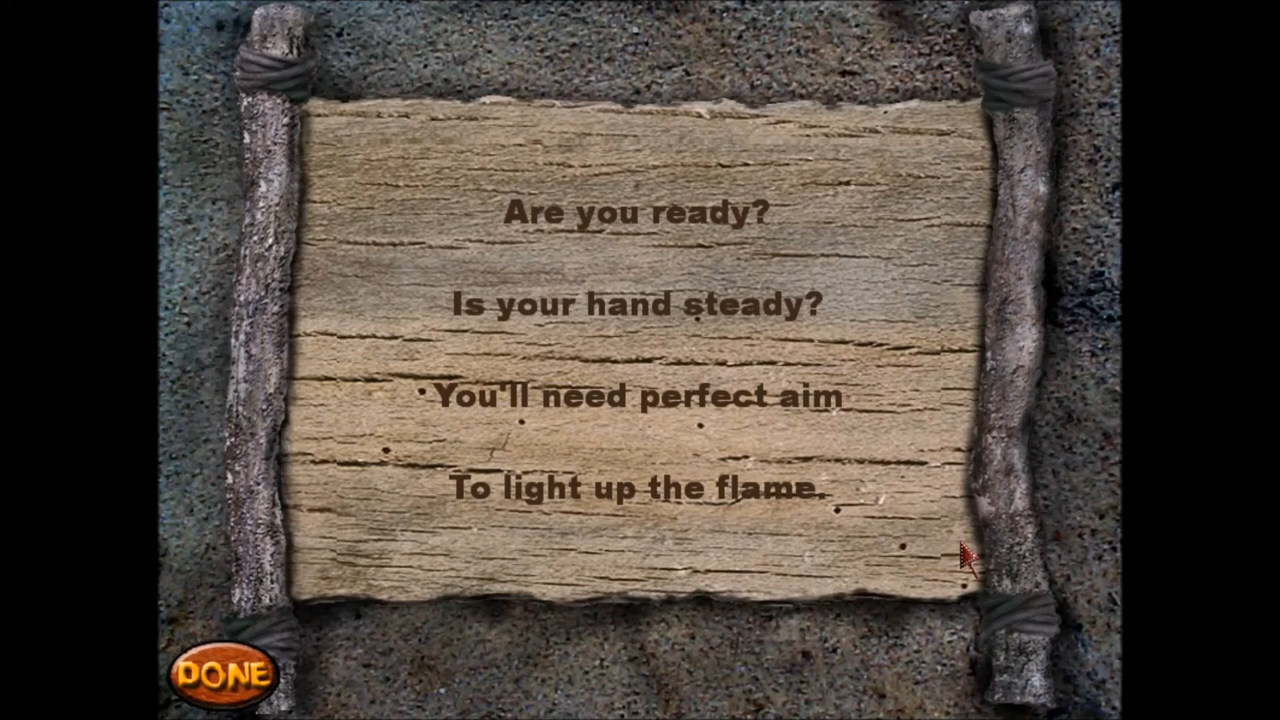 Are you ready?
Is your hand steady?
You'll need perfect aim
To light up the flame.
DONE